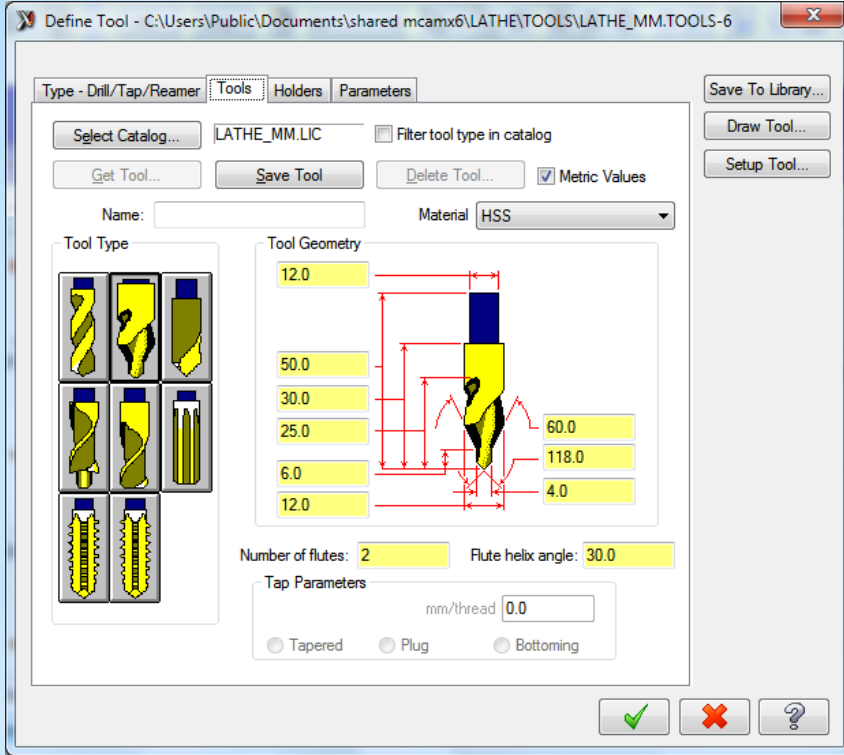 Define Tool - C:\Users\Public\Documents\shared mcamx6\LATHE\TOOLS\LATHE_MM.TOOLS-6
Type - Drill/Tap/Reamer Tools Holders Parameters
Save To Library...
Select Catalog... LATHE_MM.LIC Filter tool type in catalog
Draw Tool...
Get Tool... Save Tool Delete Tool... Metric Values
Setup Tool...
Name: Material HSS
Tool Type Tool Geometry
12.0
50.0
30.0
25.0 60.0
118.0
6.0
4.0
12.0
Number of flutes: 2 Flute helix angle: 30.0
Tap Parameters
mm/thread 0.0
Tapered Plug Bottoming